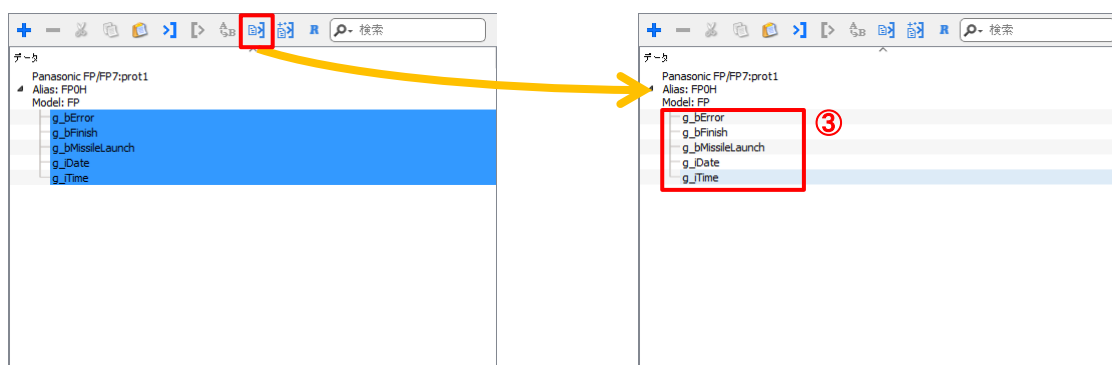 検索
データ
Panasonic FP/FP7:prot1
Alias: FP0H
Model: FP
g_bError
g_bFinish
g_bMissileLaunch
g_iDate
g_iTime
検索
データ
Panasonic FP/FP7:prot1
Alias: FP0H
Model: FP
g_bError
g_bFinish
g_bMissileLaunch
g_iDate
g_iTime
③